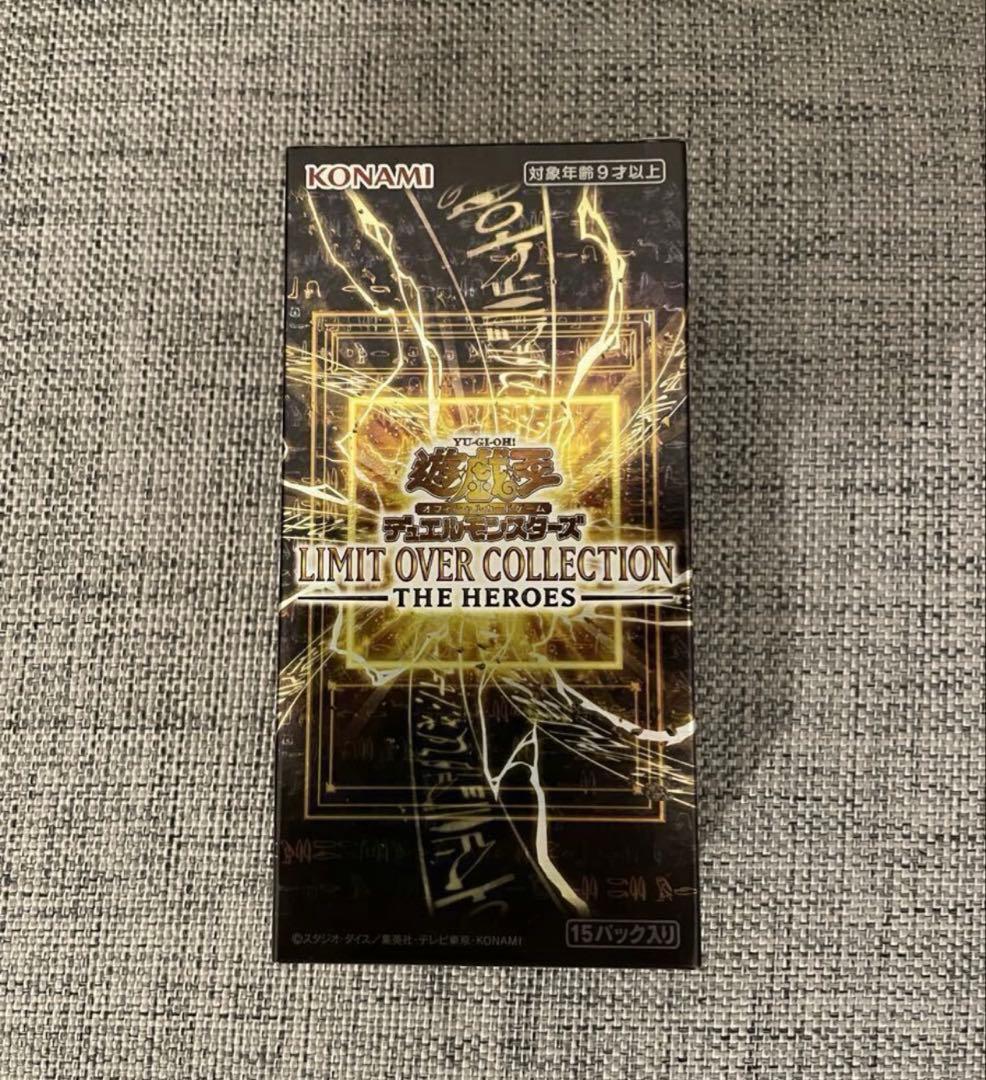 KONAMI
対象年齢9才以上
YU-GI-OH!
遊戯王
オフィシャルカードゲーム
デュエルモンスターズ
LIMIT OVER COLLECTION
THE HEROES
©スタジオ・ダイス/集英社・テレビ東京・KONAMI
15パック入り